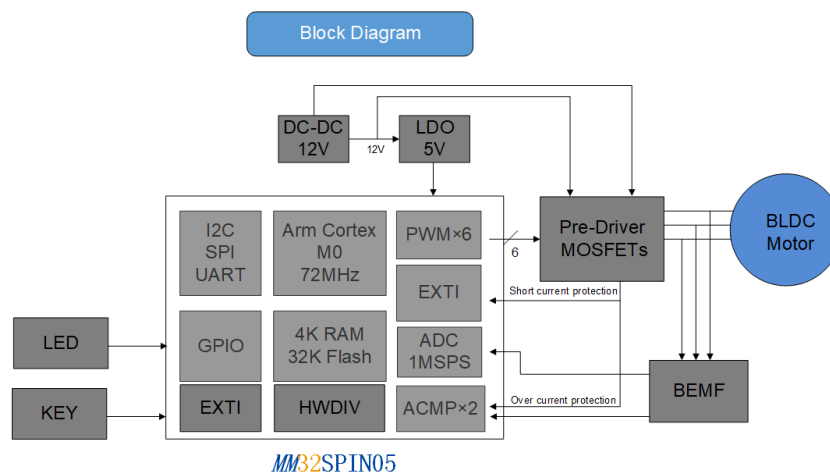 Block Diagram
DC-DC
12V
12V
LDO
5V
I2C
SPI
UART
Arm Cortex
M0
72MHz
PWM×6
6
Pre-Driver
MOSFETs
BLDC
Motor
EXTI
Short current protection
LED
GPIO
4K RAM
32K Flash
ADC
1MSPS
BEMF
KEY
EXTI
HWDIV
ACMP×2
Over current protection
MM32SPIN05